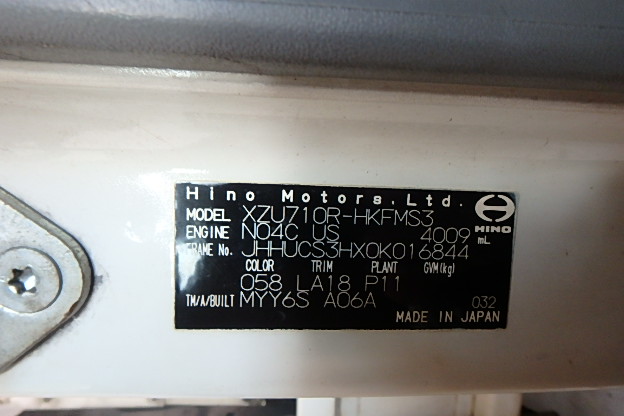 Hino Motors,Ltd.
MODEL XZU710R-HKFMS3
ENGINE N04C US 4009 mL
HINO
FRAME No. JHHUCS3HX0K016844
COLOR TRIM PLANT GVM(kg)
058 LA18 P11
TM/A/BUILT MYY6S A06A 032
MADE IN JAPAN